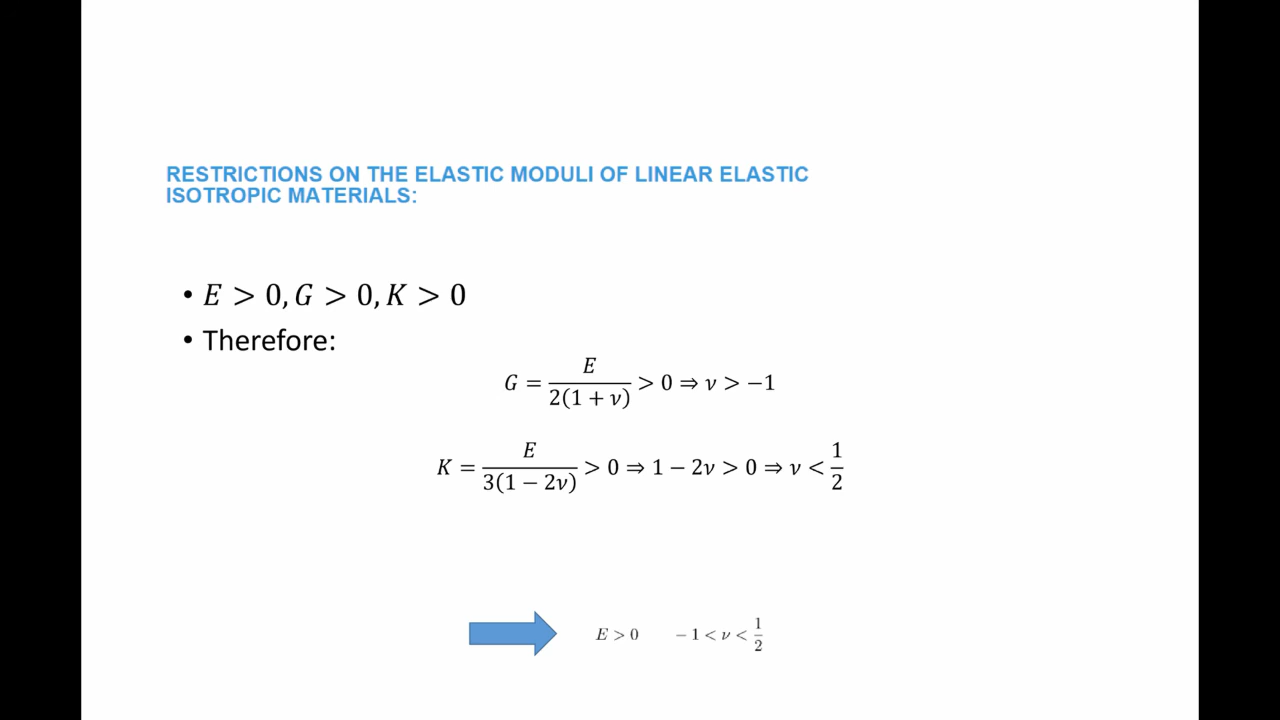 RESTRICTIONS ON THE ELASTIC MODULI OF LINEAR ELASTIC
ISOTROPIC MATERIALS:
• E > 0, G > 0, K > 0
• Therefore:
G = E / 2(1 + ν) > 0 ⇒ ν > −1
K = E / 3(1 − 2ν) > 0 ⇒ 1 − 2ν > 0 ⇒ ν < 1/2
E > 0 − 1 < ν < 1/2